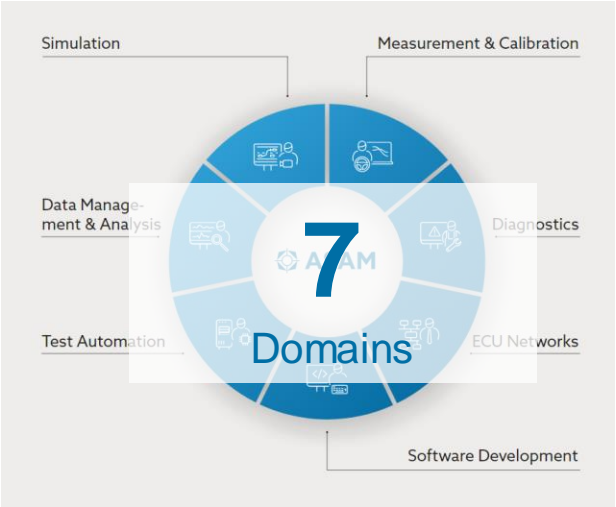 Simulation
Measurement & Calibration
Data Manage-
ment & Analysis
Diagnostics
7
Test Automation
Domains
ECU Networks
</>
Software Development